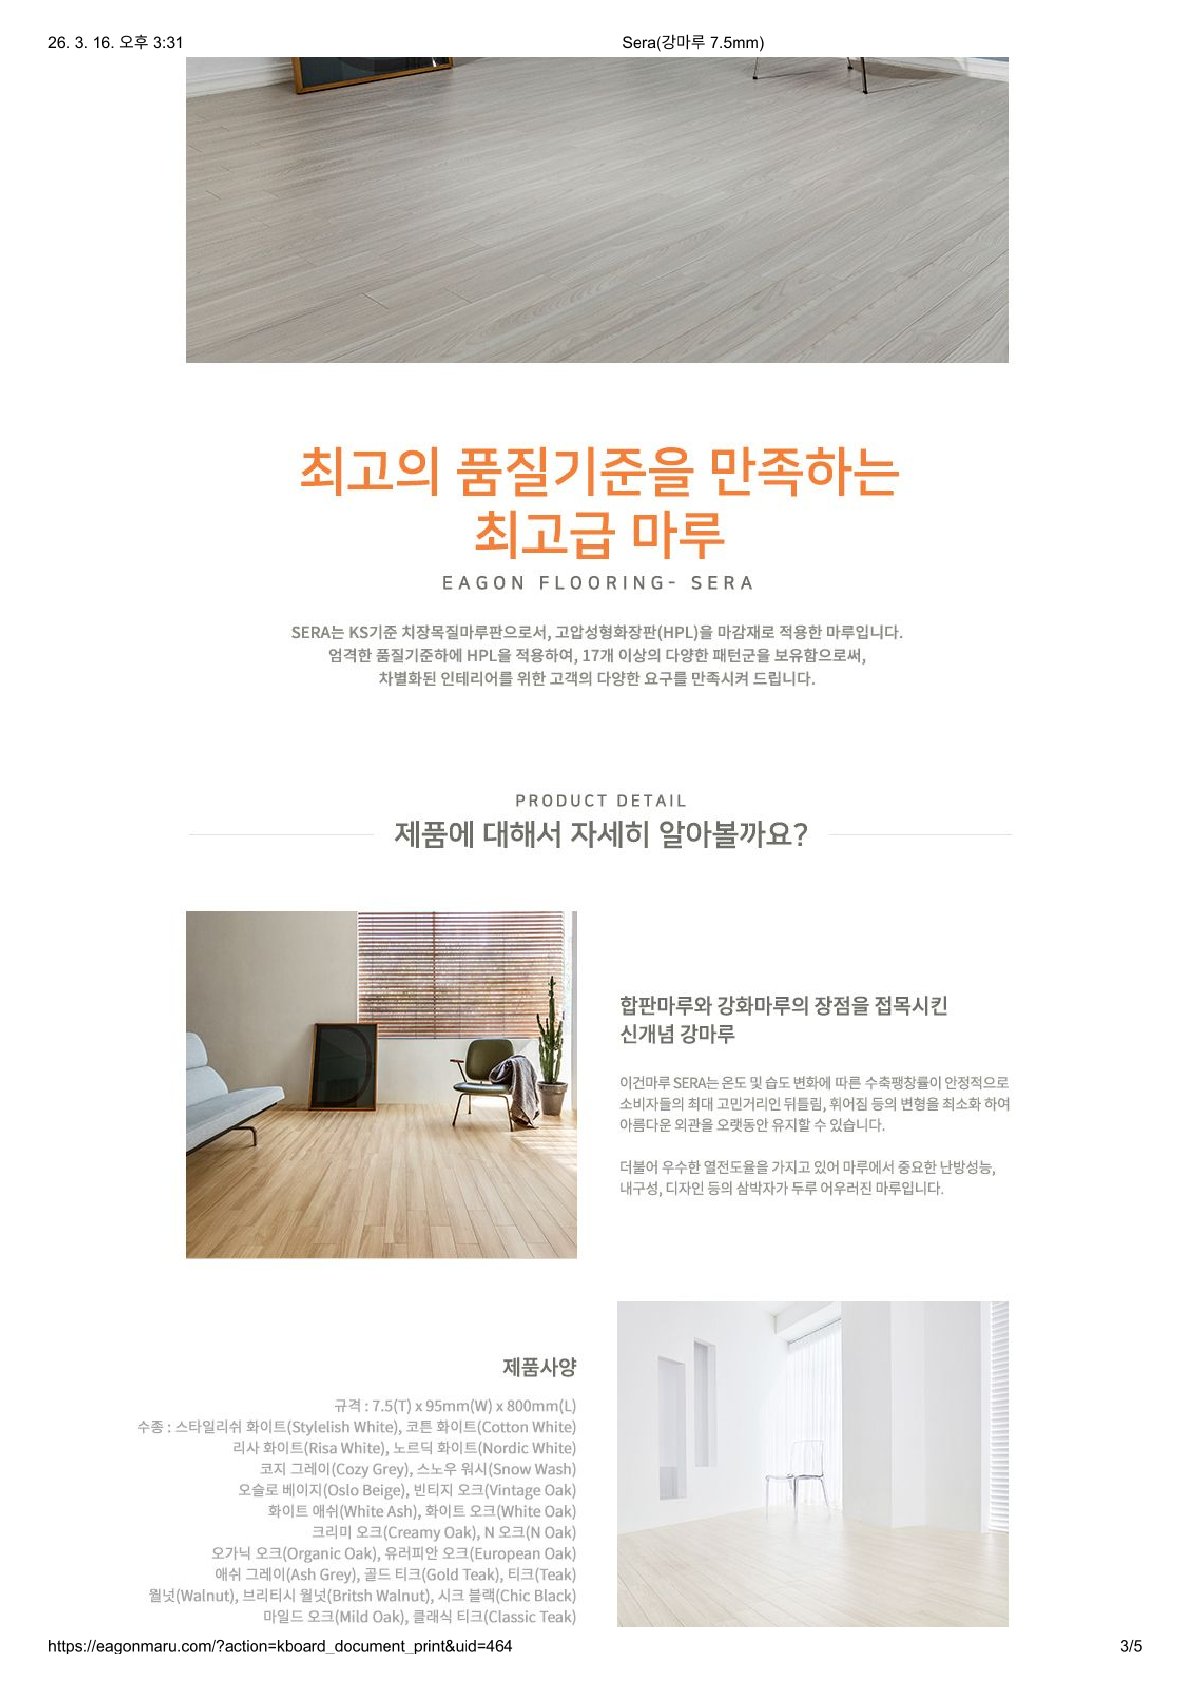 26. 3. 16. 오후 3:31
Sera(강마루 7.5mm)
최고의 품질기준을 만족하는
최고급 마루
EAGON FLOORING- SERA
SERA는 KS기준 치장목질마루판으로서, 고압성형화장판(HPL)을 마감재로 적용한 마루입니다.
엄격한 품질기준하에 HPL을 적용하여, 17개 이상의 다양한 패턴군을 보유함으로써,
차별화된 인테리어를 위한 고객의 다양한 요구를 만족시켜 드립니다.
PRODUCT DETAIL
제품에 대해서 자세히 알아볼까요?
합판마루와 강화마루의 장점을 접목시킨
신개념 강마루
이건마루 SERA는 온도 및 습도 변화에 따른 수축팽창률이 안정적으로
소비자들의 최대 고민거리인 뒤틀림, 휘어짐 등의 변형을 최소화 하여
아름다운 외관을 오랫동안 유지할 수 있습니다.
더불어 우수한 열전도율을 가지고 있어 마루에서 중요한 난방성능,
내구성, 디자인 등의 삼박자가 두루 어우러진 마루입니다.
제품사양
규격 : 7.5(T) x 95mm(W) x 800mm(L)
수종 : 스타일리쉬 화이트(Stylelish White), 코튼 화이트(Cotton White)
리사 화이트(Risa White), 노르딕 화이트(Nordic White)
코지 그레이(Cozy Grey), 스노우 워시(Snow Wash)
오슬로 베이지(Oslo Beige), 빈티지 오크(Vintage Oak)
화이트 애쉬(White Ash), 화이트 오크(White Oak)
크리미 오크(Creamy Oak), N 오크(N Oak)
오가닉 오크(Organic Oak), 유러피안 오크(European Oak)
애쉬 그레이(Ash Grey), 골드 티크(Gold Teak), 티크(Teak)
월넛(Walnut), 브리티시 월넛(Britsh Walnut), 시크 블랙(Chic Black)
마일드 오크(Mild Oak), 클래식 티크(Classic Teak)
https://eagonmaru.com/?action=kboard_document_print&uid=464
3/5